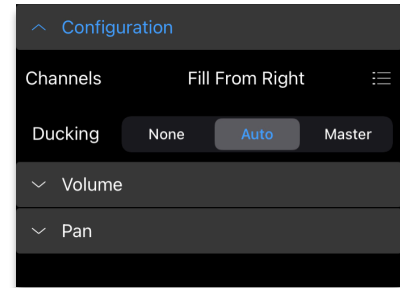 Configuration
Channels Fill From Right
Ducking None Auto Master
Volume
Pan